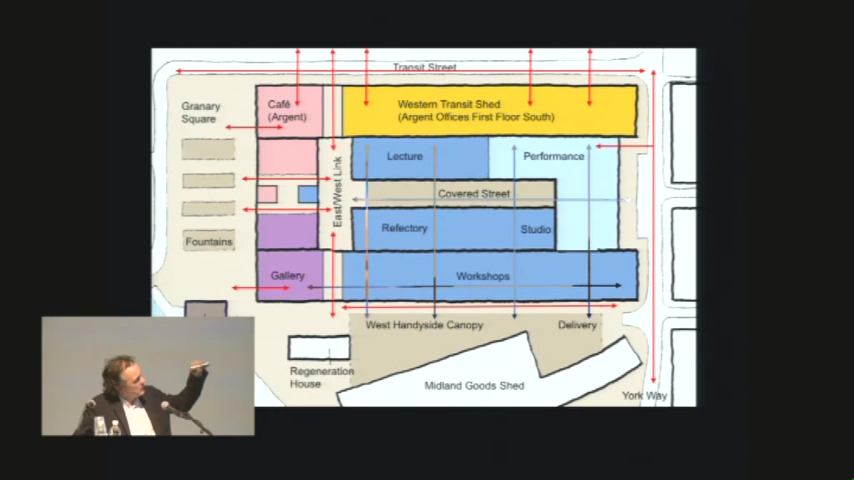 Transit Street
Granary
Square
Café
(Argent)
Western Transit Shed
(Argent Offices First Floor South)
Lecture
Performance
East/West Link
Covered Street
Refectory
Studio
Fountains
Gallery
Workshops
West Handyside Canopy
Delivery
Regeneration
House
Midland Goods Shed
York Way